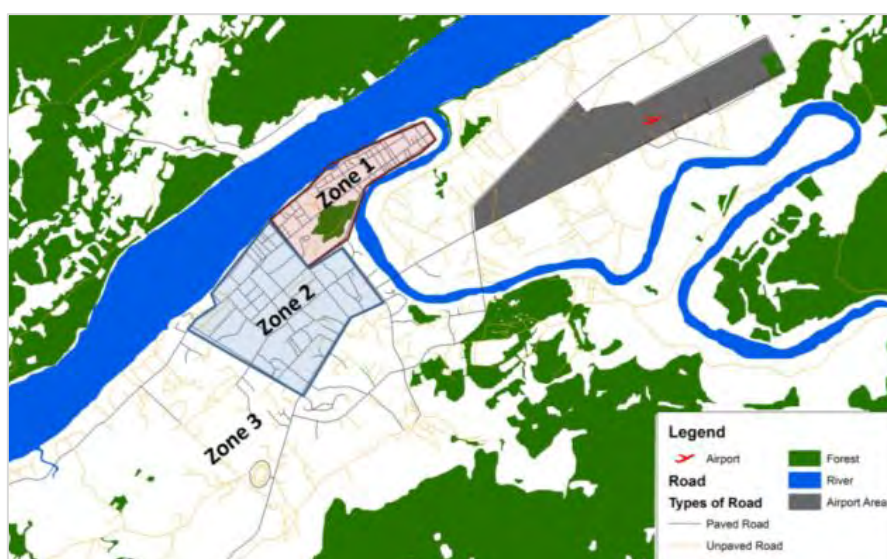 Zone 1
Zone 2
Zone 3
Legend
Airport
Road
Types of Road
Paved Road
Unpaved Road
Forest
River
Airport Area